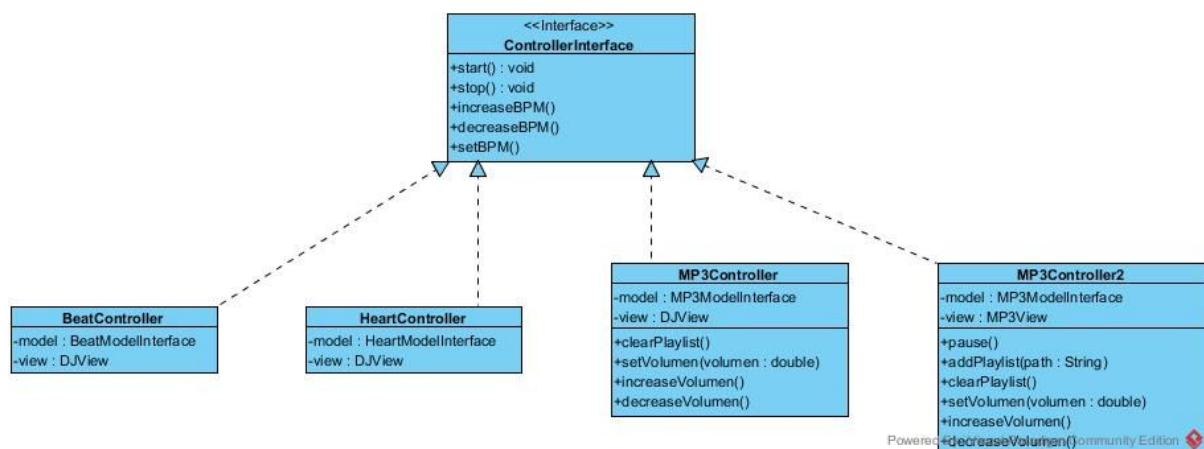 <<Interface>>
ControllerInterface
+start() : void
+stop() : void
+increaseBPM()
+decreaseBPM()
+setBPM()
BeatController
-model : BeatModelInterface
-view : DJView
HeartController
-model : HeartModelInterface
-view : DJView
MP3Controller
-model : MP3ModelInterface
-view : DJView
+clearPlaylist()
+setVolumen(volumen : double)
+increaseVolumen()
+decreaseVolumen()
MP3Controller2
-model : MP3ModelInterface
-view : MP3View
+pause()
+addPlaylist(path : String)
+clearPlaylist()
+setVolumen(volumen : double)
+increaseVolumen()
+decreaseVolumen()
Powered Community Edition